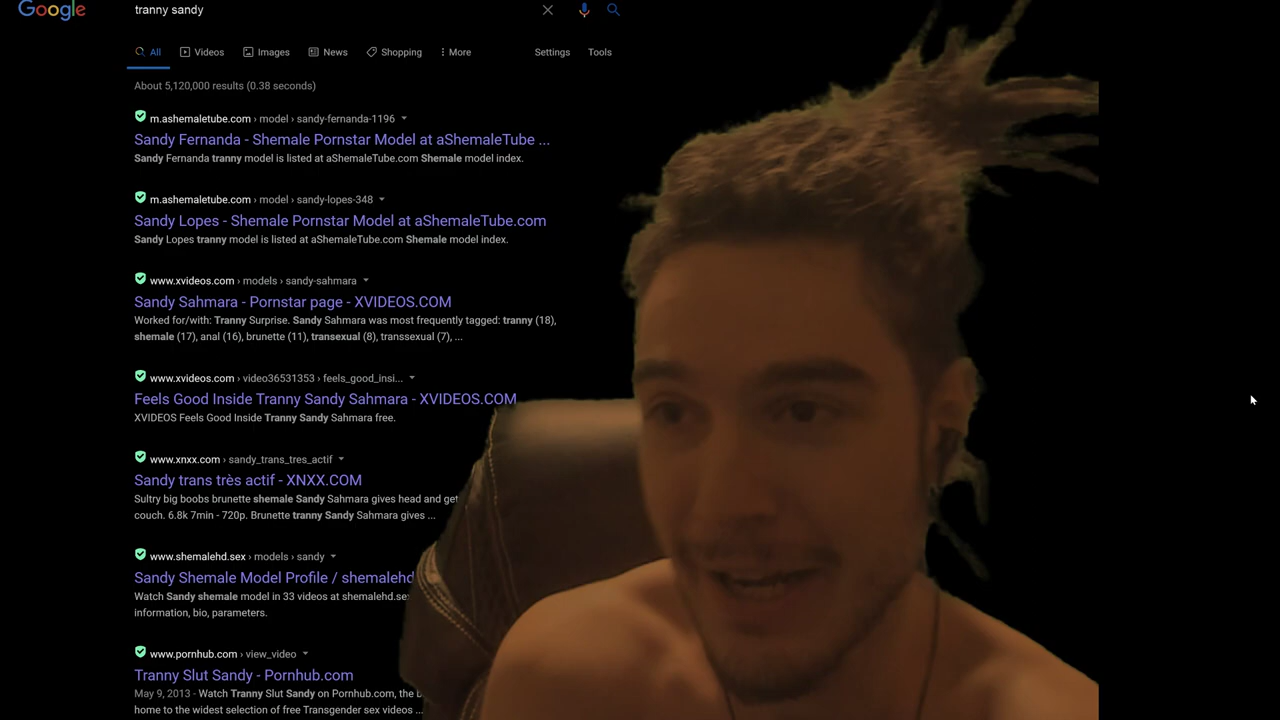 Google
tranny sandy
All Videos Images News Shopping More Settings Tools
About 5,120,000 results (0.38 seconds)
m.ashemaletube.com › model › sandy-fernanda-1196
Sandy Fernanda - Shemale Pornstar Model at aShemaleTube ...
Sandy Fernanda tranny model is listed at aShemaleTube.com Shemale model index.
m.ashemaletube.com › model › sandy-lopes-348
Sandy Lopes - Shemale Pornstar Model at aShemaleTube.com
Sandy Lopes tranny model is listed at aShemaleTube.com Shemale model index.
www.xvideos.com › models › sandy-sahmara
Sandy Sahmara - Pornstar page - XVIDEOS.COM
Worked for/with: Tranny Surprise. Sandy Sahmara was most frequently tagged: tranny (18),
shemale (17), anal (16), brunette (11), transexual (8), transsexual (7), ...
www.xvideos.com › video36531353 › feels_good_insi...
Feels Good Inside Tranny Sandy Sahmara - XVIDEOS.COM
XVIDEOS Feels Good Inside Tranny Sandy Sahmara free.
www.xnxx.com › sandy_trans_tres_actif
Sandy trans très actif - XNXX.COM
Sultry big boobs brunette shemale Sandy Sahmara gives head and get
couch. 6.8k 7min - 720p. Brunette tranny Sandy Sahmara gives ...
www.shemalehd.sex › models › sandy
Sandy Shemale Model Profile / shemalehd
Watch Sandy shemale model in 33 videos at shemalehd.se
information, bio, parameters.
www.pornhub.com › view_video
Tranny Slut Sandy - Pornhub.com
May 9, 2013 - Watch Tranny Slut Sandy on Pornhub.com, the
home to the widest selection of free Transgender sex videos ...